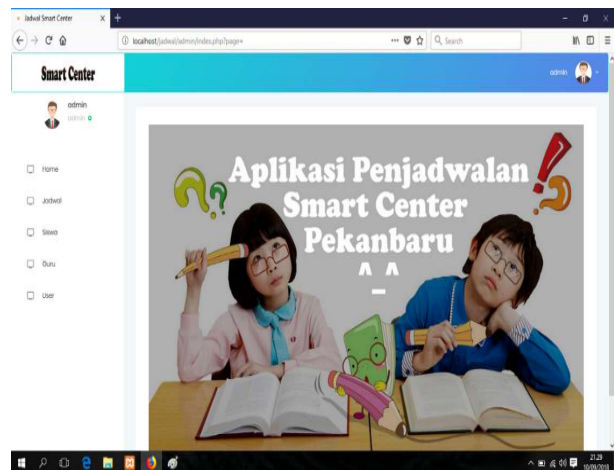 Jadwal Smart Center
localhost/jadwal/admin/index.php?page=
Search
Smart Center
admin
admin
admin
Home
Jadwal
Siswa
Guru
User
Aplikasi Penjadwalan
Smart Center
Pekanbaru
^_^
21.29